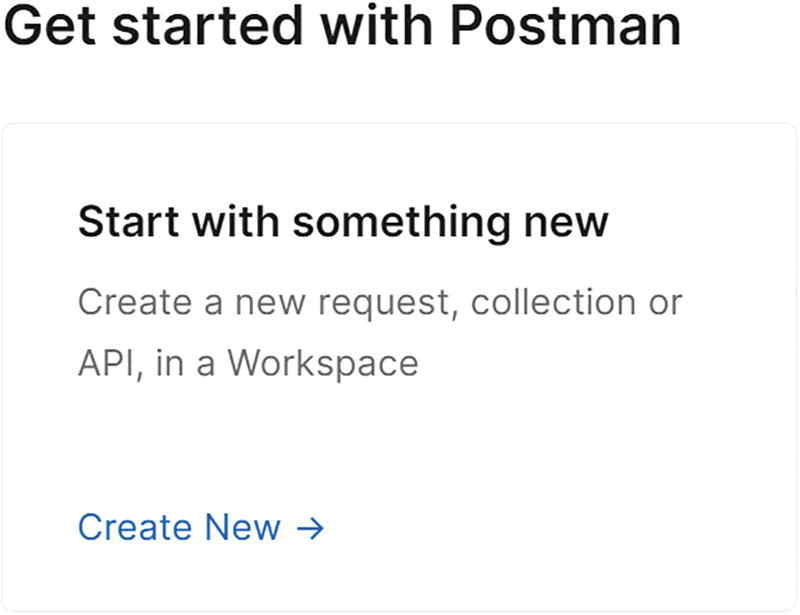 Get started with Postman
Start with something new
Create a new request, collection or
API, in a Workspace
Create New →